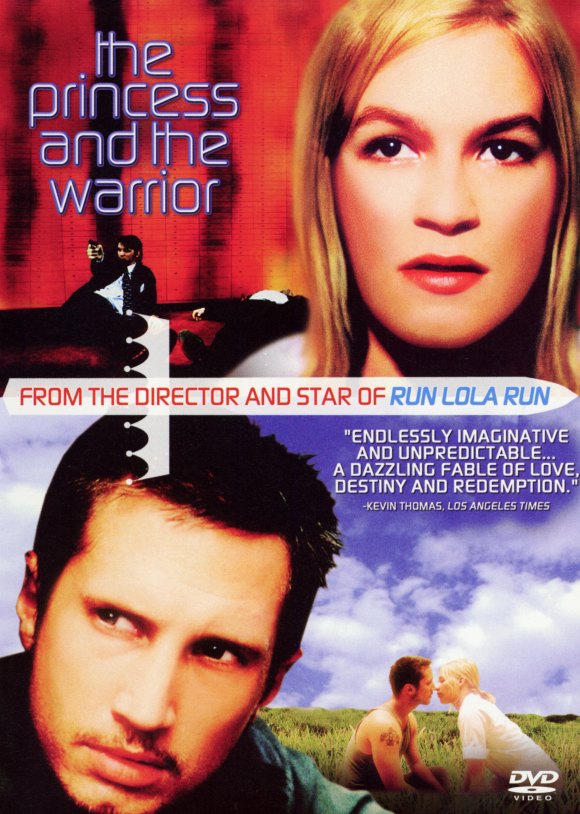 the
princess
and the
warrior
FROM THE DIRECTOR AND STAR OF RUN LOLA RUN
"ENDLESSLY IMAGINATIVE
AND UNPREDICTABLE...
A DAZZLING FABLE OF LOVE,
DESTINY AND REDEMPTION."
-KEVIN THOMAS, LOS ANGELES TIMES
DVD
VIDEO